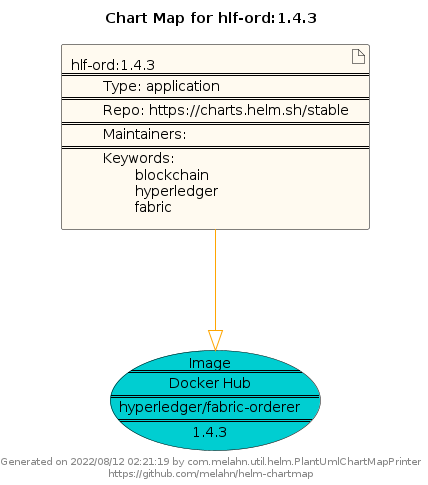 Chart Map for hlf-ord:1.4.3
hlf-ord:1.4.3
Type: application
Repo: https://charts.helm.sh/stable
Maintainers:
Keywords:
blockchain
hyperledger
fabric
Image
Docker Hub
hyperledger/fabric-orderer
1.4.3
Generated on 2022/08/12 02:21:19 by com.melahn.util.helm.PlantUmlChartMapPrinter
https://github.com/melahn/helm-chartmap